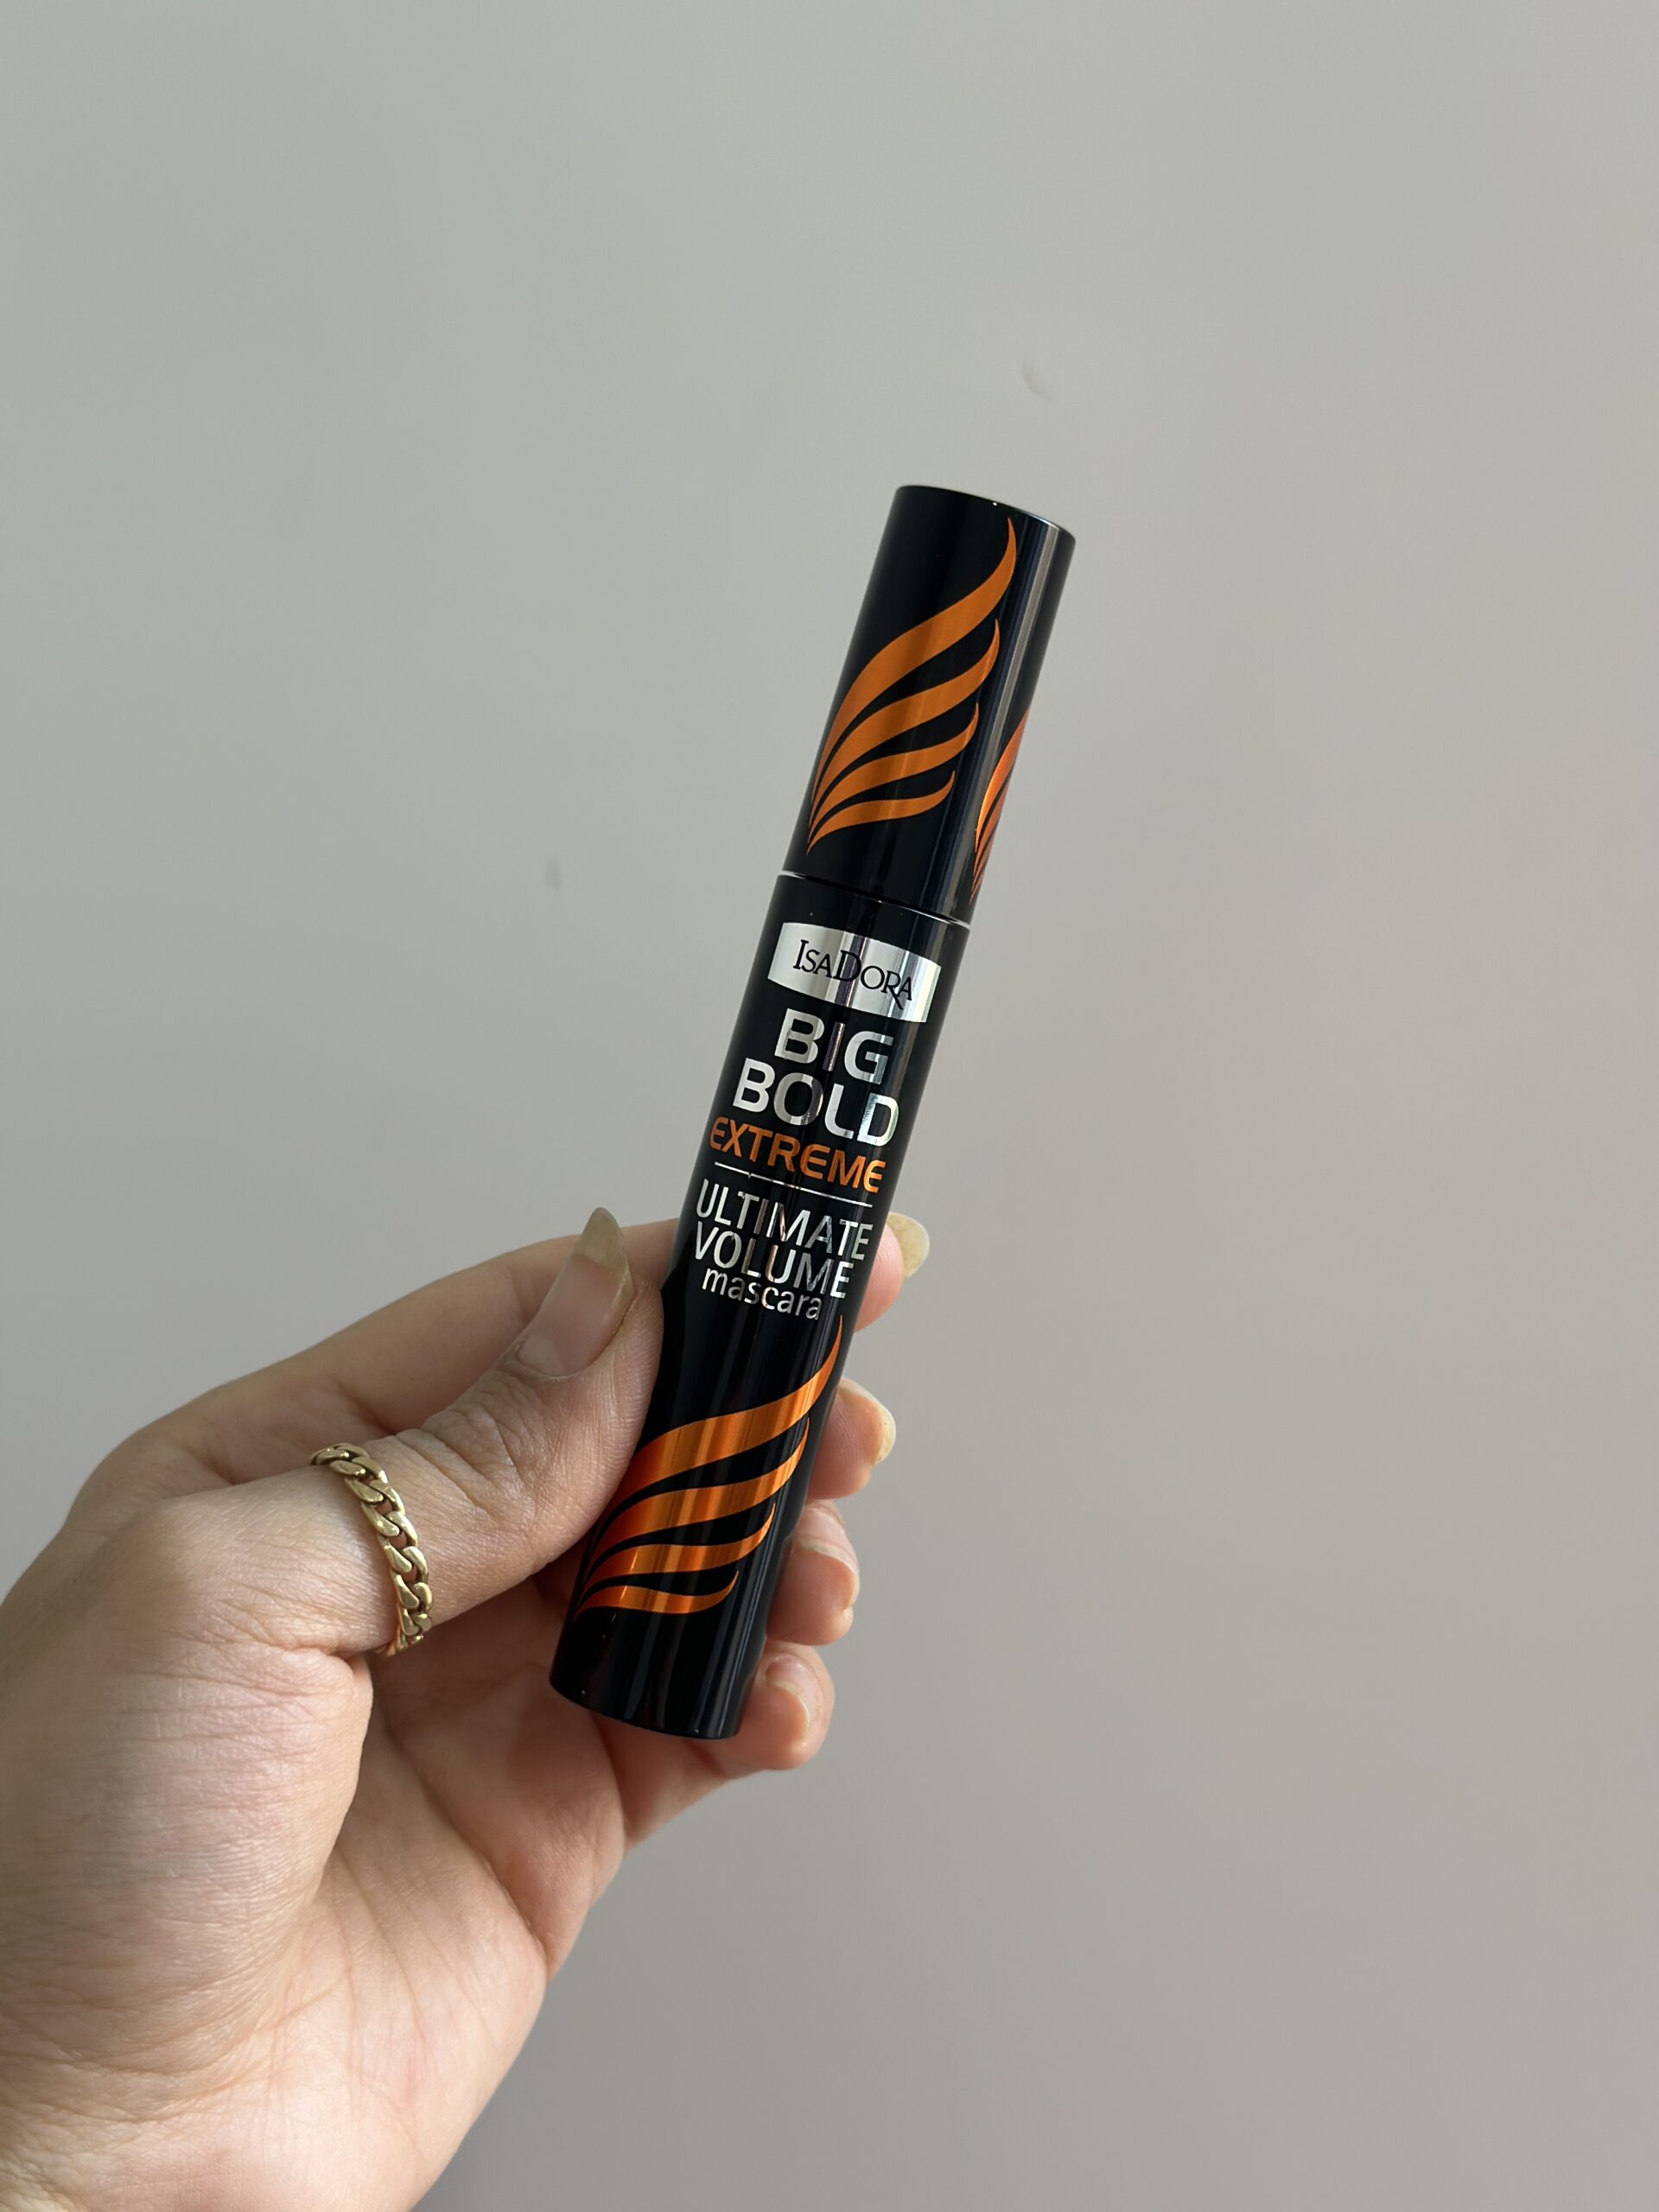 ISADORA
BIG
BOLD
EXTREME
ULTIMATE
VOLUME
mascara